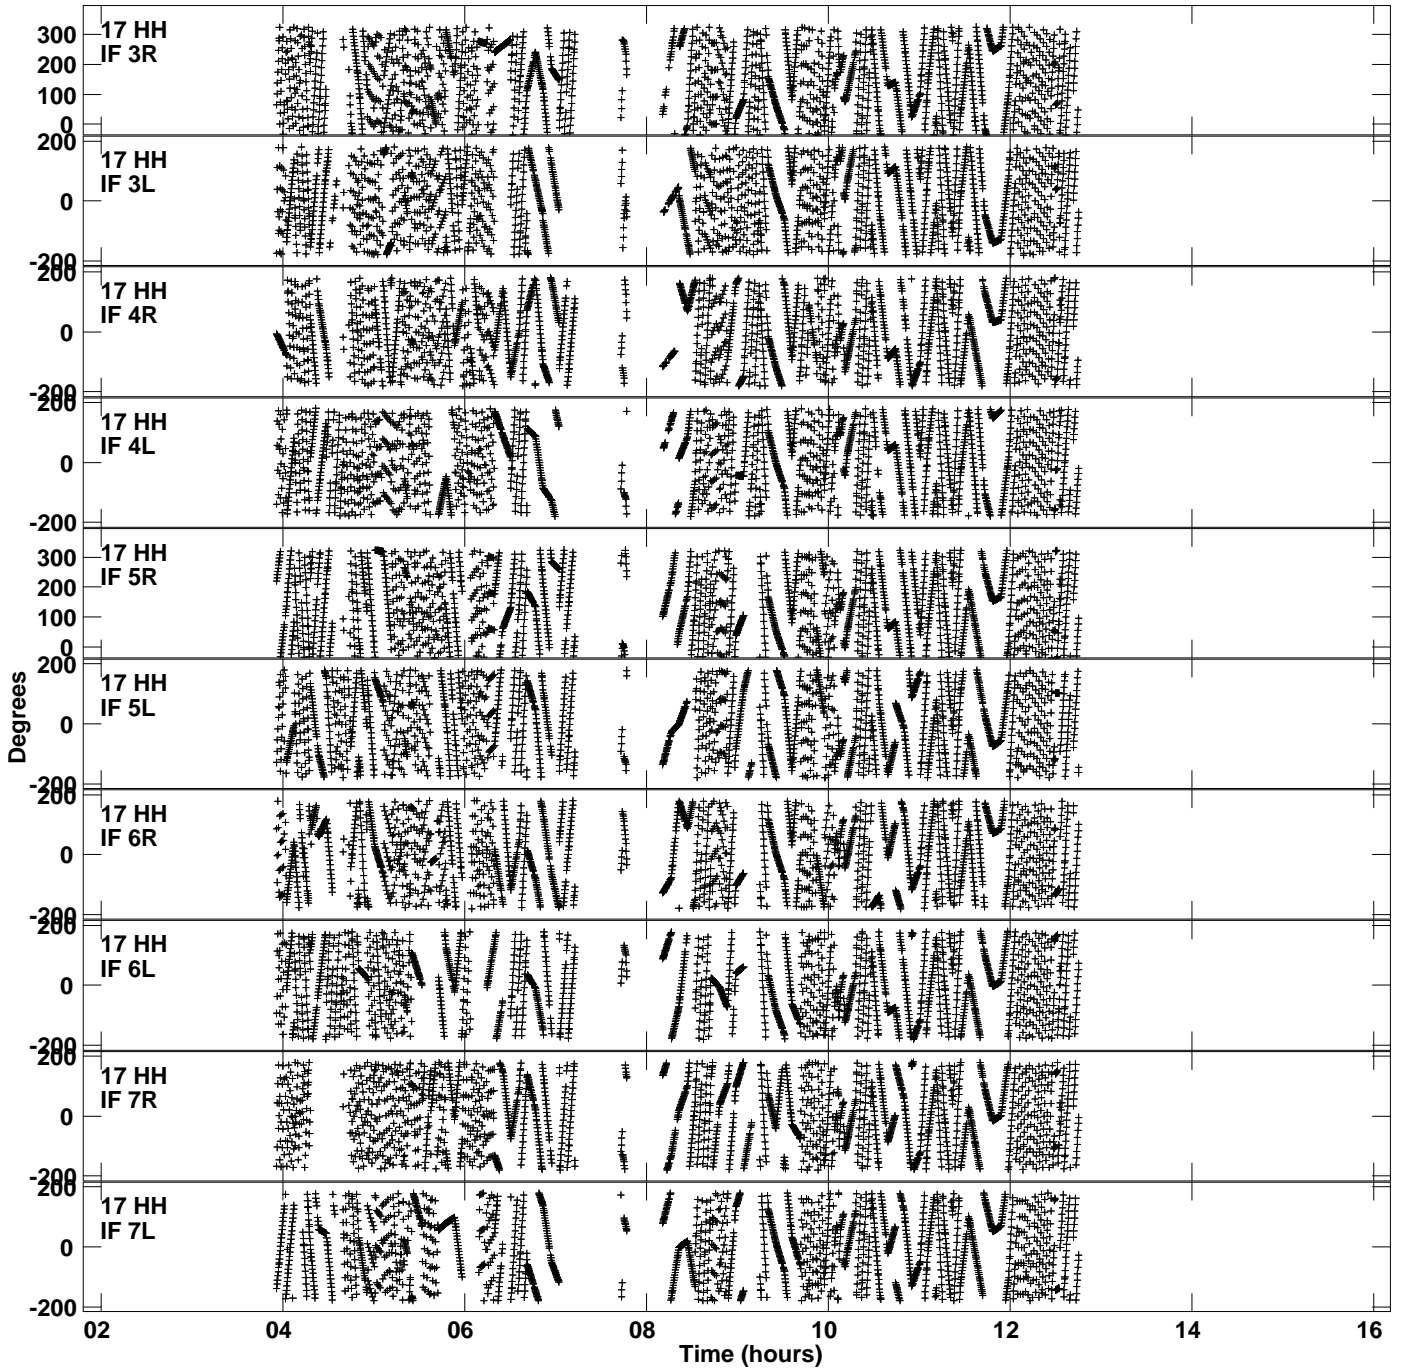 17 HH
IF 3R
300
200
100
0
17 HH
IF 3L
200
0
-200
17 HH
IF 4R
200
0
-200
17 HH
IF 4L
200
0
-200
17 HH
IF 5R
300
200
100
0
17 HH
IF 5L
200
0
-200
17 HH
IF 6R
200
0
-200
17 HH
IF 6L
200
0
-200
17 HH
IF 7R
200
0
-200
17 HH
IF 7L
200
0
-200
Degrees
02 04 06 08 10 12 14 16
Time (hours)